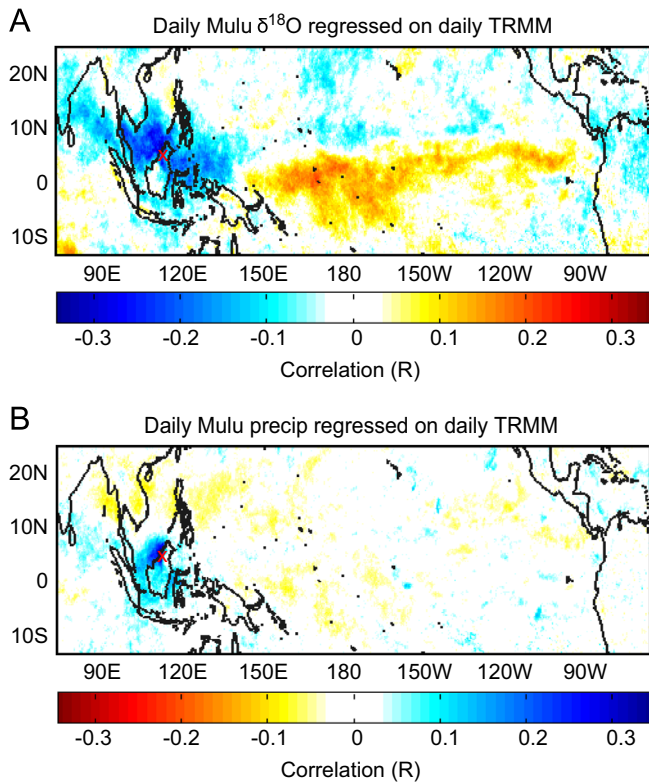 A
Daily Mulu δ¹⁸O regressed on daily TRMM
20N
10N
0
10S
90E 120E 150E 180 150W 120W 90W
-0.3 -0.2 -0.1 0 0.1 0.2 0.3
Correlation (R)
B
Daily Mulu precip regressed on daily TRMM
20N
10N
0
10S
90E 120E 150E 180 150W 120W 90W
-0.3 -0.2 -0.1 0 0.1 0.2 0.3
Correlation (R)